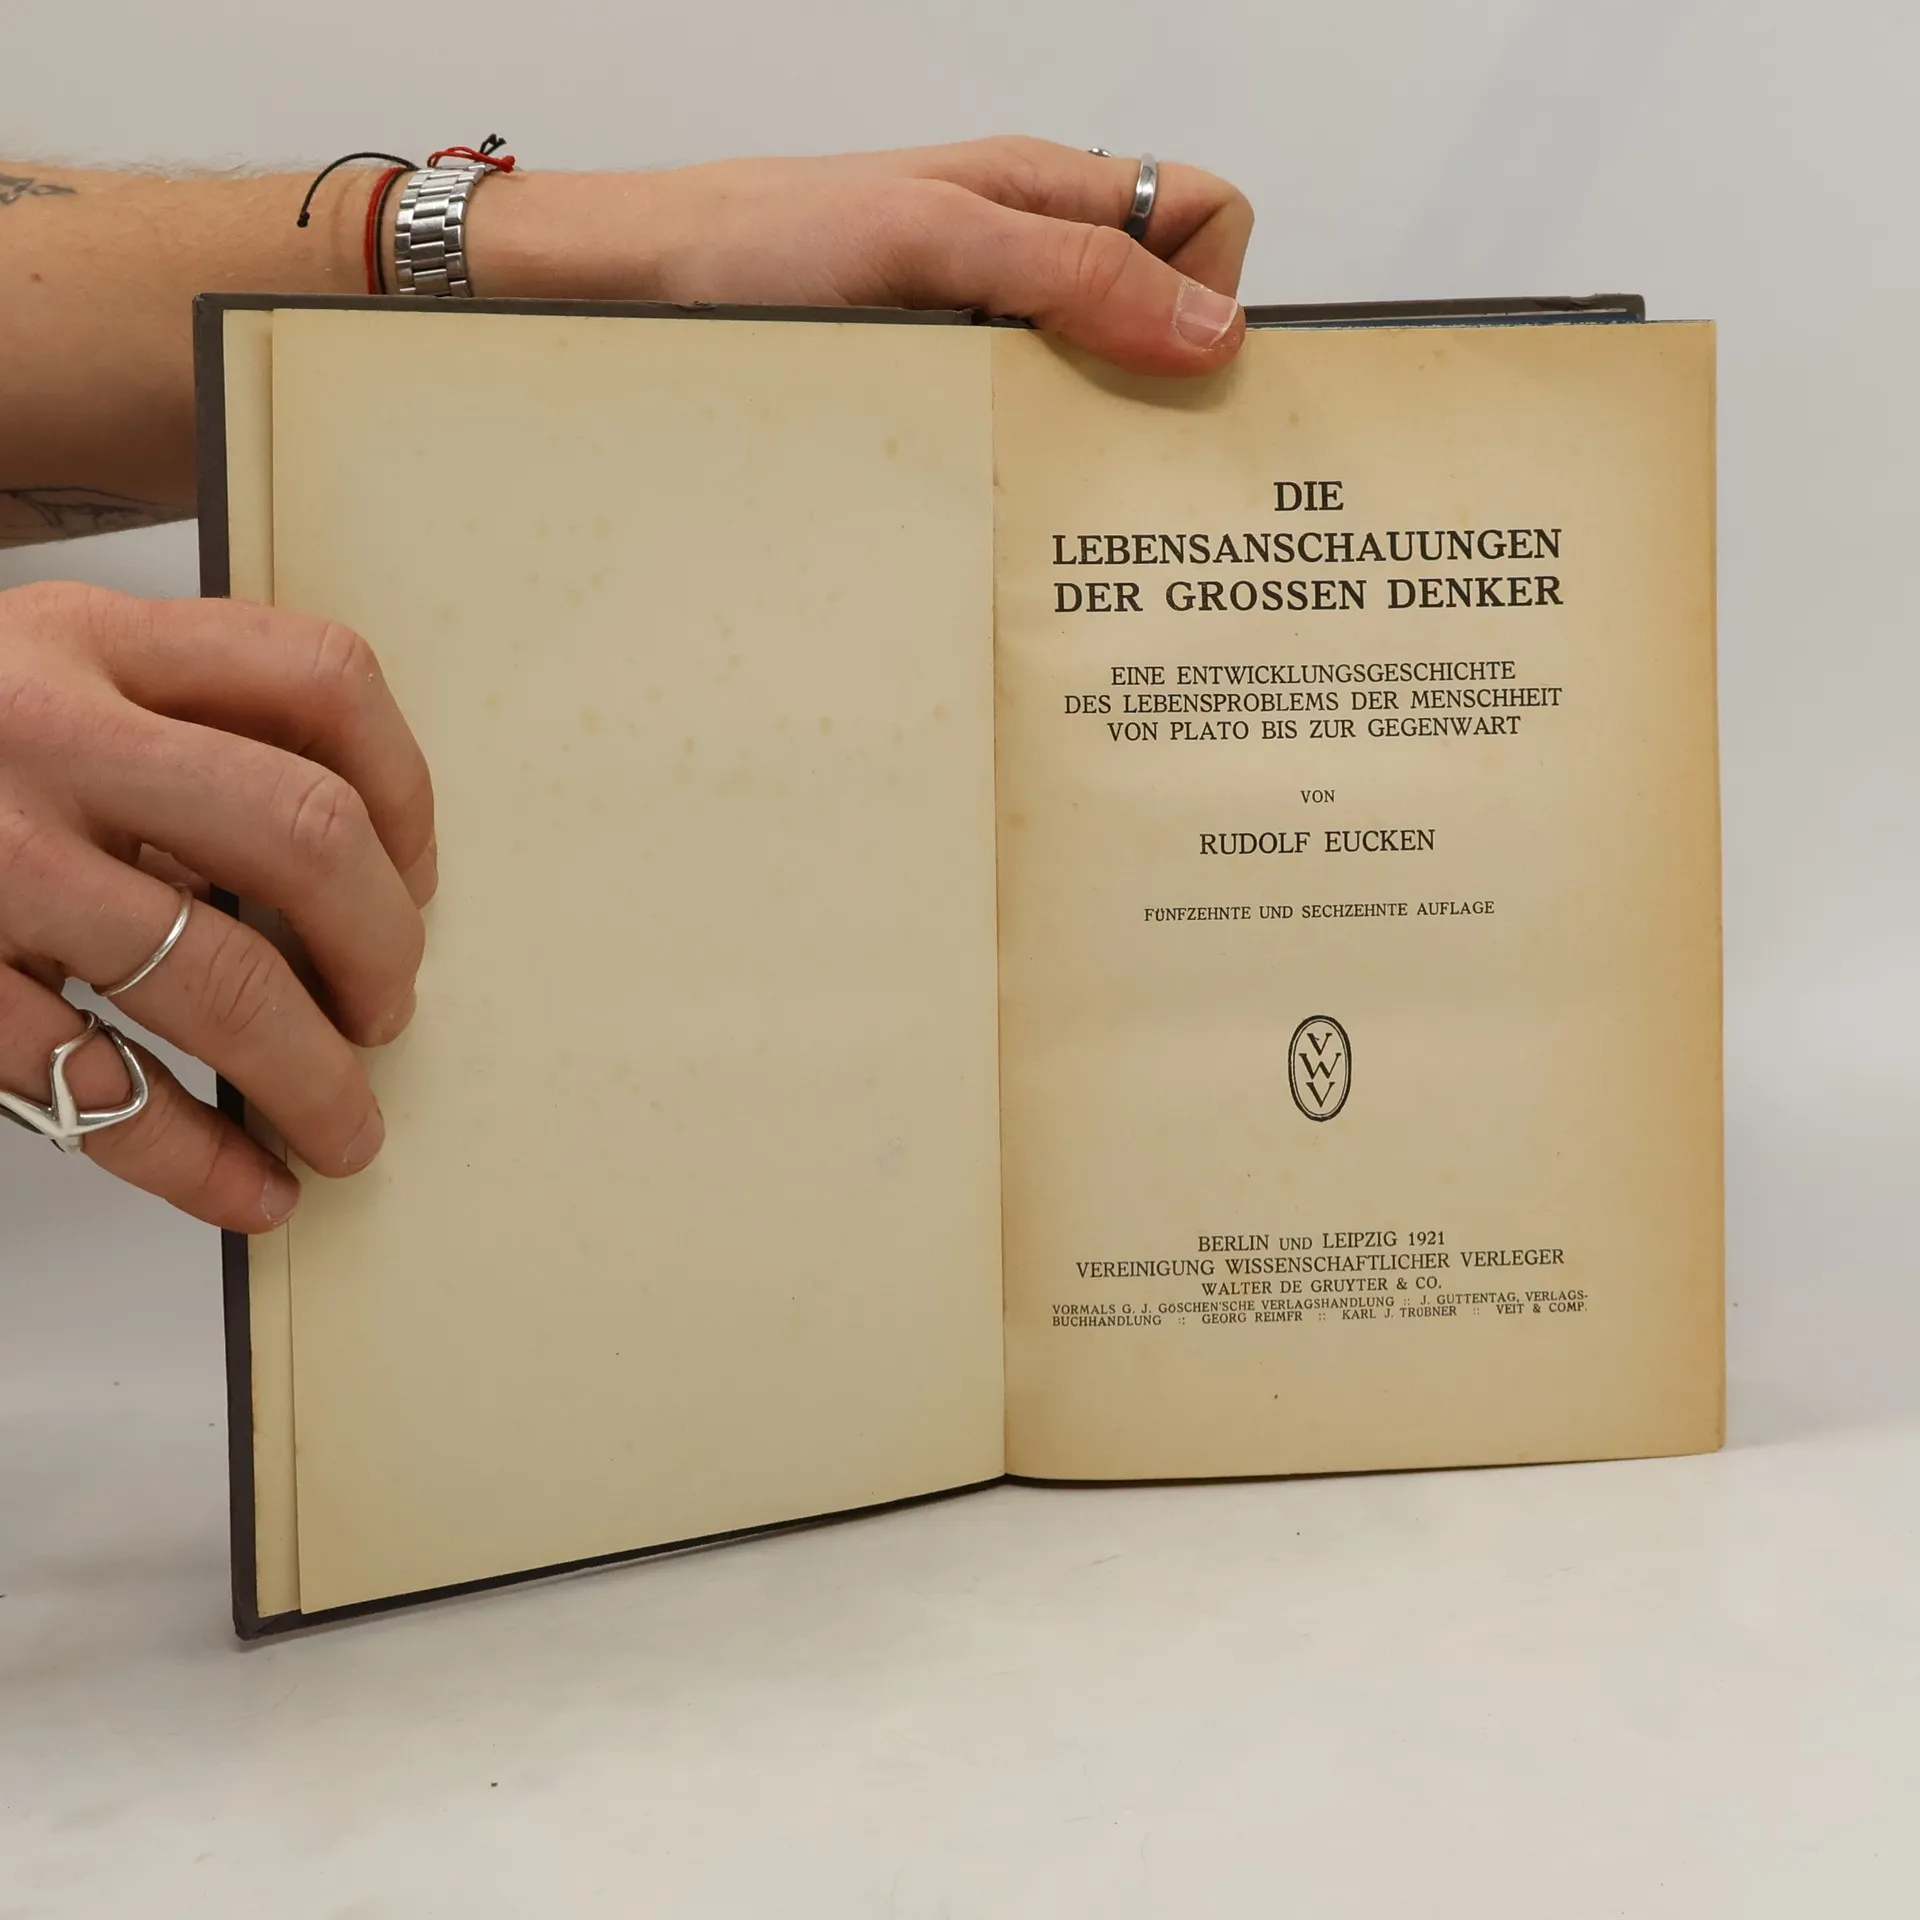 DIE
LEBENSANSCHAUUNGEN
DER GROSSEN DENKER
EINE ENTWICKLUNGSGESCHICHTE
DES LEBENSPROBLEMS DER MENSCHHEIT
VON PLATO BIS ZUR GEGENWART
VON
RUDOLF EUCKEN
FÜNFZEHNTE UND SECHZEHNTE AUFLAGE
V
W
V
BERLIN UND LEIPZIG 1921
VEREINIGUNG WISSENSCHAFTLICHER VERLEGER
WALTER DE GRUYTER & CO.
VORMALS G. J. GÖSCHEN'SCHE VERLAGSHANDLUNG :: J. GUTTENTAG, VERLAGS-
BUCHHANDLUNG :: GEORG REIMER :: KARL J. TRÜBNER :: VEIT & COMP.